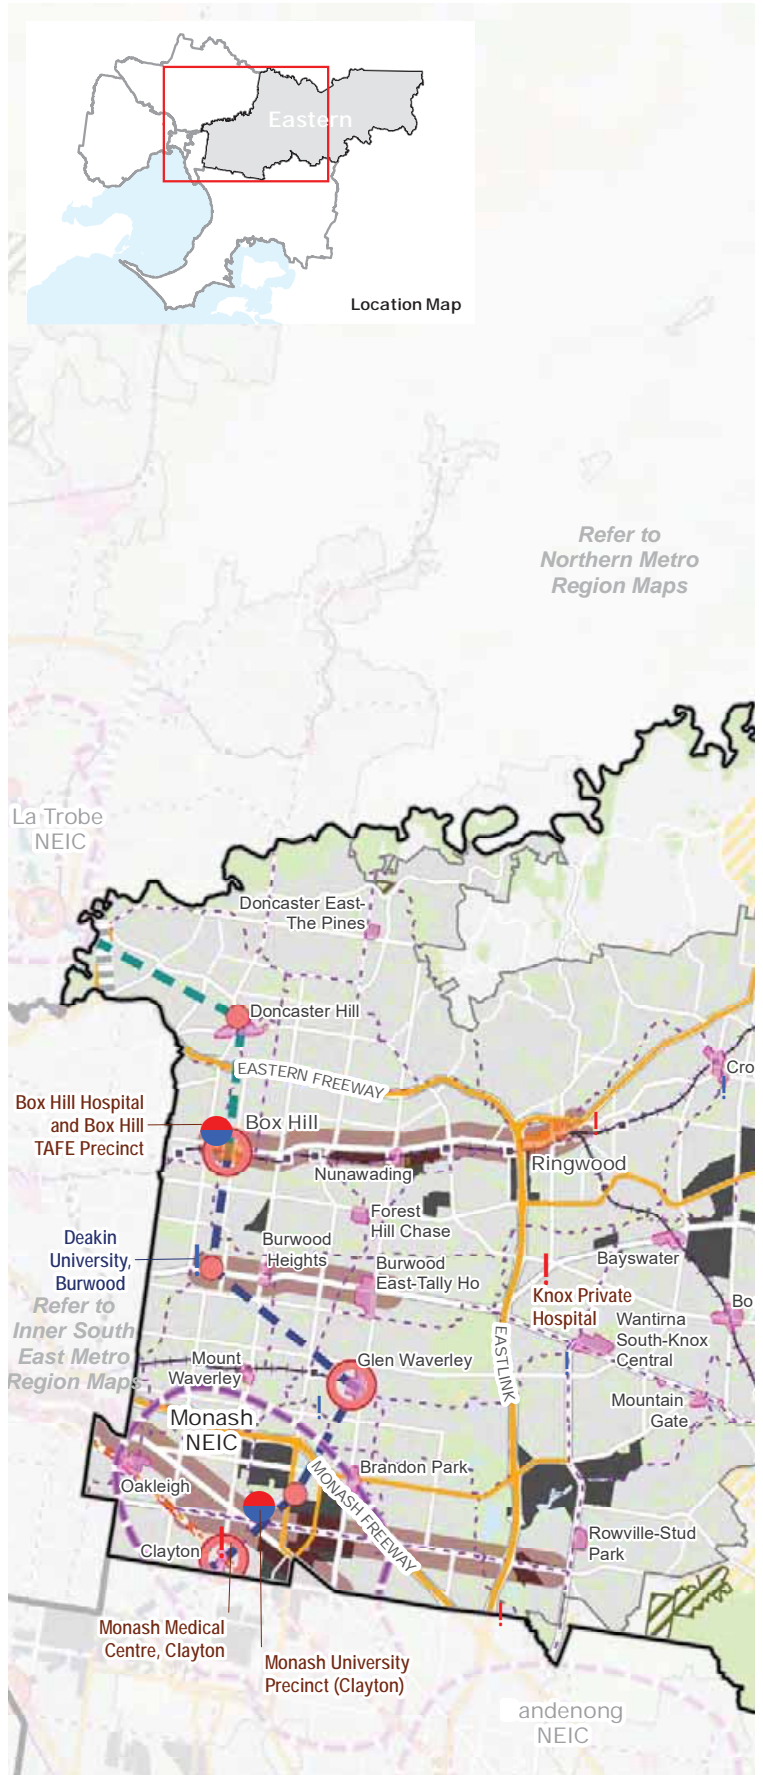 Eastern
Location Map
Refer to
Northern Metro
Region Maps
La Trobe
NEIC
Doncaster East-
The Pines
Doncaster Hill
EASTERN FREEWAY
Cro
Box Hill Hospital
and Box Hill
TAFE Precinct
Box Hill
Nunawading
Ringwood
Forest
Hill Chase
Deakin
University,
Burwood
Burwood
Heights
Burwood
East-Tally Ho
Bayswater
Knox Private
Hospital
Bo
Refer to
Inner South
East Metro
Region Maps
Wantirna
South-Knox
Central
EASTLINK
Mount
Waverley
Glen Waverley
Mountain
Gate
Monash
NEIC
Oakleigh
Brandon Park
MONASH FREEWAY
Clayton
Rowville-Stud
Park
Monash Medical
Centre, Clayton
Monash University
Precinct (Clayton)
andenong
NEIC